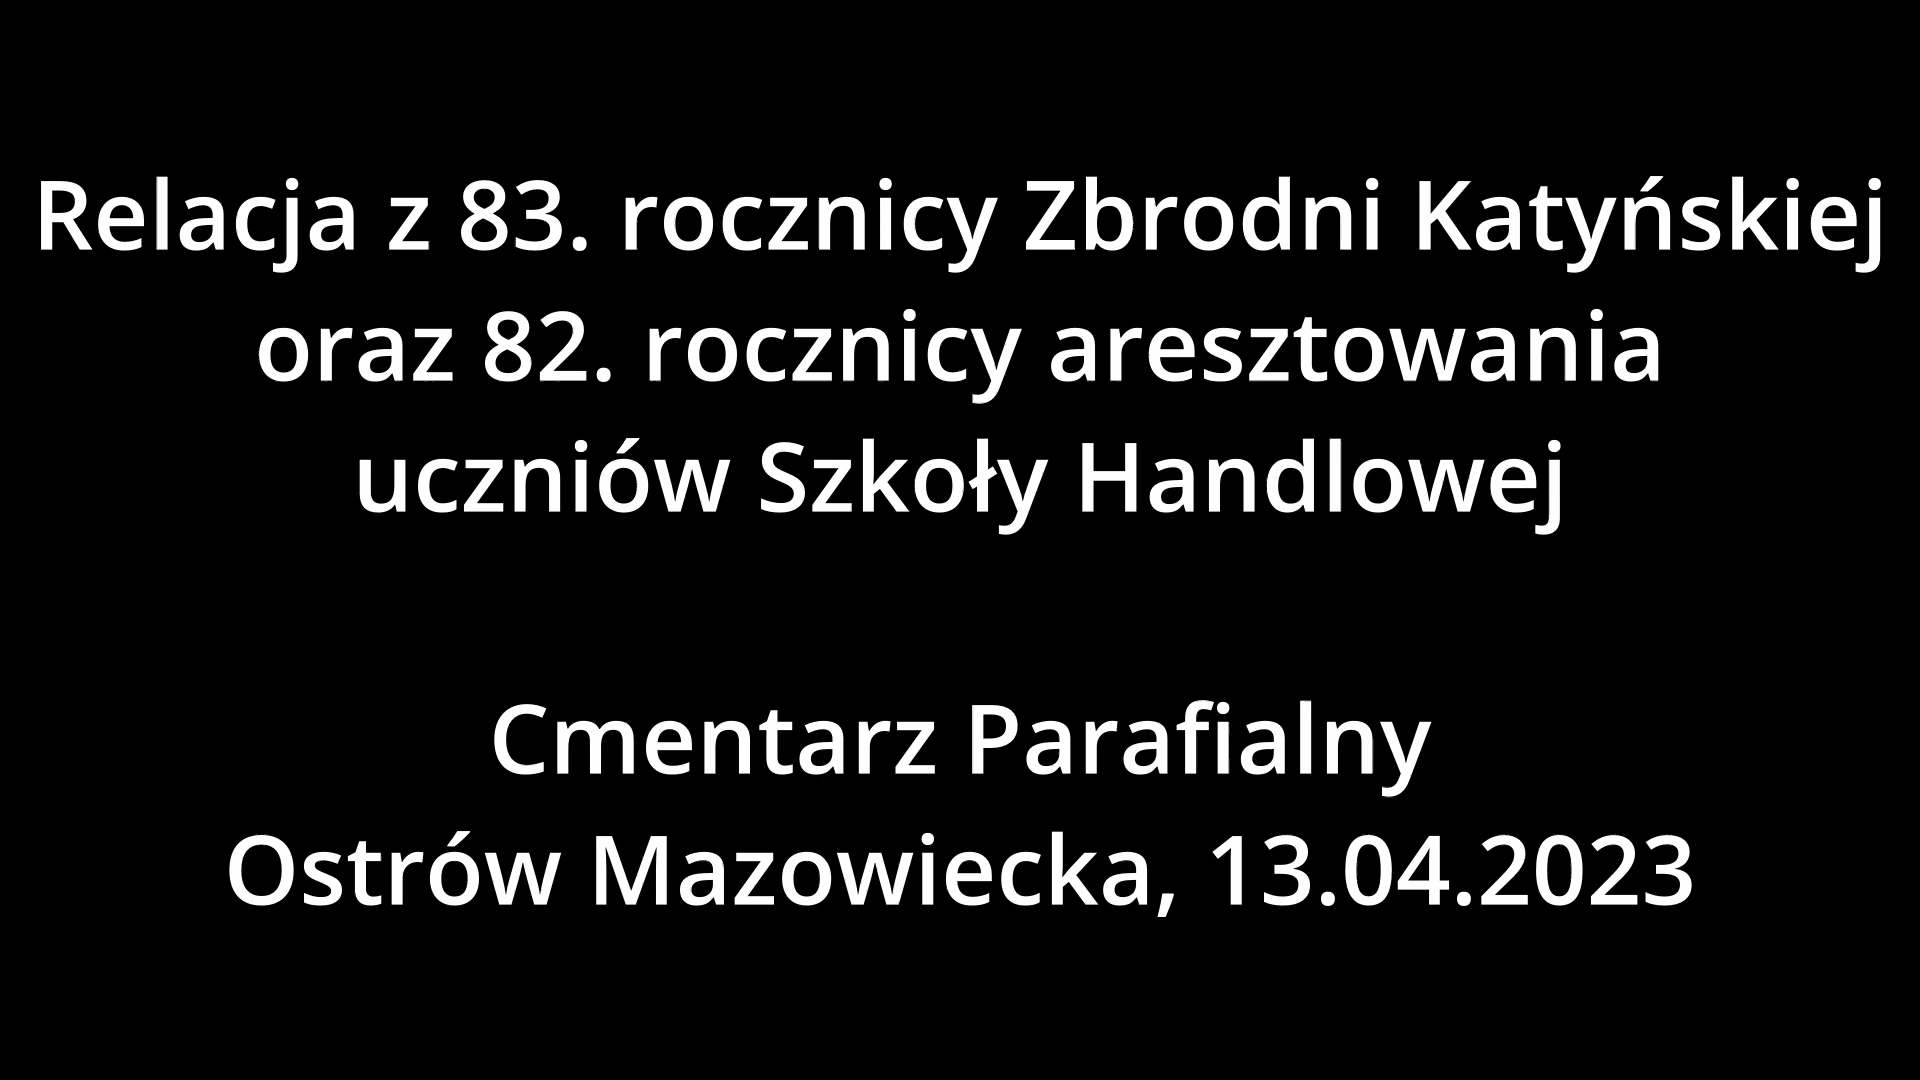 Relacja z 83. rocznicy Zbrodni Katyńskiej
oraz 82. rocznicy aresztowania
uczniów Szkoły Handlowej
Cmentarz Parafialny
Ostrów Mazowiecka, 13.04.2023